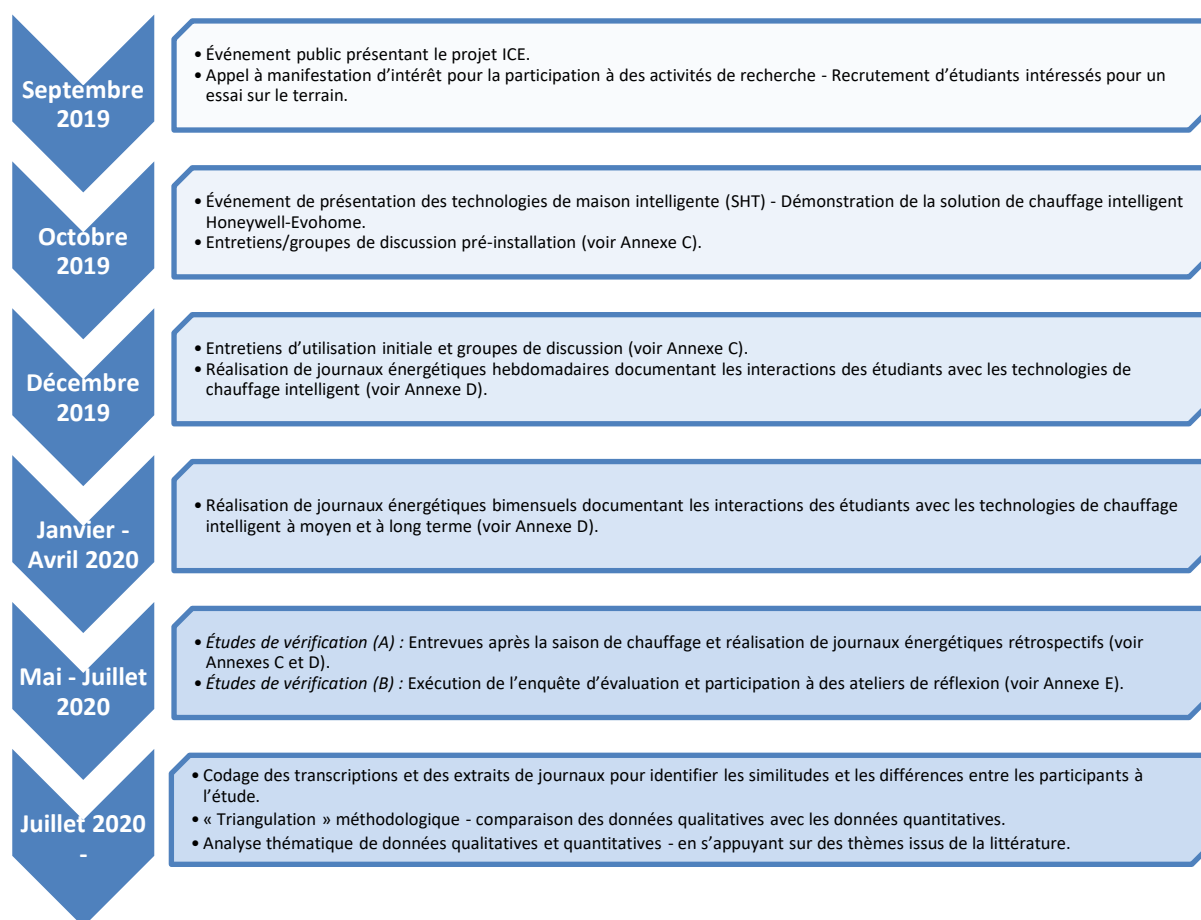 Septembre
2019
• Événement public présentant le projet ICE.
• Appel à manifestation d’intérêt pour la participation à des activités de recherche - Recrutement d’étudiants intéressés pour un
essai sur le terrain.
Octobre
2019
• Événement de présentation des technologies de maison intelligente (SHT) - Démonstration de la solution de chauffage intelligent
Honeywell-Evohome.
• Entretiens/groupes de discussion pré-installation (voir Annexe C).
Décembre
2019
• Entretiens d’utilisation initiale et groupes de discussion (voir Annexe C).
• Réalisation de journaux énergétiques hebdomadaires documentant les interactions des étudiants avec les technologies de
chauffage intelligent (voir Annexe D).
Janvier -
Avril 2020
• Réalisation de journaux énergétiques bimensuels documentant les interactions des étudiants avec les technologies de chauffage
intelligent à moyen et à long terme (voir Annexe D).
Mai - Juillet
2020
• Études de vérification (A) : Entrevues après la saison de chauffage et réalisation de journaux énergétiques rétrospectifs (voir
Annexes C et D).
• Études de vérification (B) : Exécution de l’enquête d’évaluation et participation à des ateliers de réflexion (voir Annexe E).
Juillet 2020
-
• Codage des transcriptions et des extraits de journaux pour identifier les similitudes et les différences entre les participants à
l’étude.
• « Triangulation » méthodologique - comparaison des données qualitatives avec les données quantitatives.
• Analyse thématique de données qualitatives et quantitatives - en s’appuyant sur des thèmes issus de la littérature.